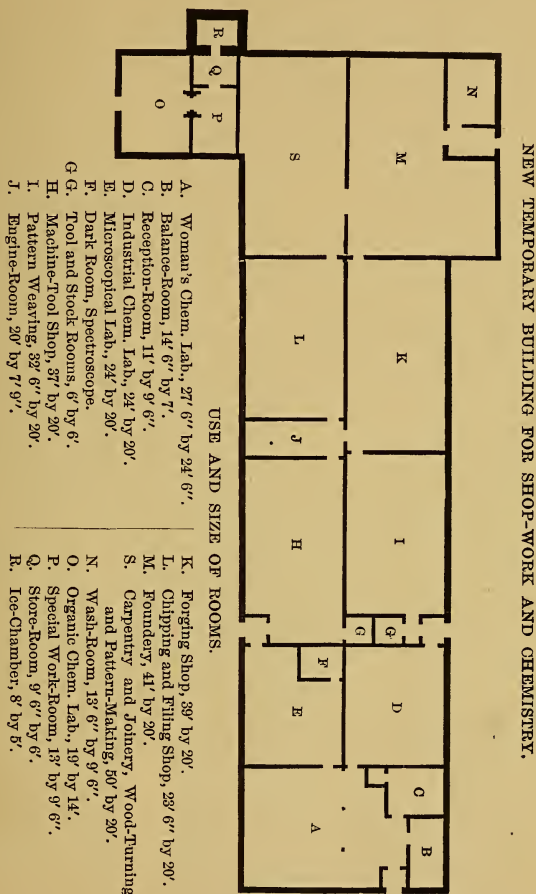 NEW TEMPORARY BUILDING FOR SHOP-WORK AND CHEMISTRY.
N
M
K
I
G
G
D
C
B
R
Q
P
O
S
L
J
H
F
E
A
USE AND SIZE OF ROOMS.
A. Woman's Chem. Lab., 27' 6" by 24' 6".
B. Balance-Room, 14' 6" by 7'.
C. Reception-Room, 11' by 9' 6".
D. Industrial Chem. Lab., 24' by 20'.
E. Microscopical Lab., 24' by 20'.
F. Dark Room, Spectroscope.
G G. Tool and Stock Rooms, 6' by 6'.
H. Machine-Tool Shop, 37' by 20'.
I. Pattern Weaving, 32' 6" by 20'.
J. Engine-Room, 20' by 7' 9".
K. Forging Shop, 39' by 20'.
L. Chipping and Filing Shop, 23' 6" by 20'.
M. Foundery, 41' by 20'.
S. Carpentry and Joinery, Wood-Turning
and Pattern-Making, 50' by 20'.
N. Wash-Room, 13' 6" by 9' 6".
O. Organic Chem. Lab., 19' by 14'.
P. Special Work-Room, 13' by 9' 6".
Q. Store-Room, 9' 6" by 6'.
R. Ice-Chamber, 8' by 5'.